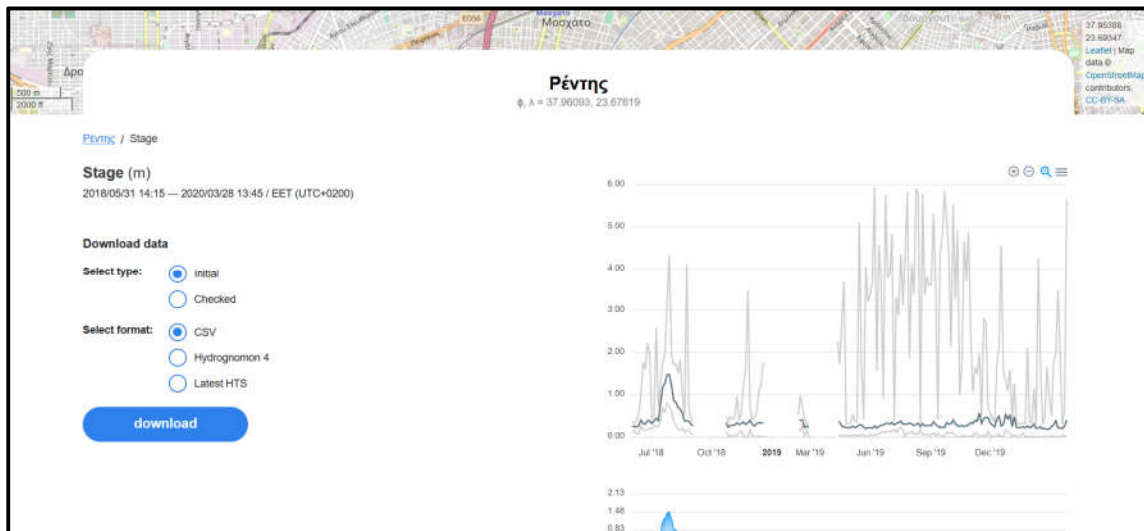 Μοσχάτο
E056
500 m
2000 ft
37.95388
23.69347
Leaflet | Map
data ©
OpenStreetMap
contributors,
CC-BY-SA
Ρέντης
ϕ, λ = 37.96093, 23.67619
Ρέντης / Stage
Stage (m)
2018/05/31 14:15 — 2020/03/28 13:45 / EET (UTC+0200)
Download data
Select type:
Initial
Checked
Select format:
CSV
Hydrognomon 4
Latest HTS
download
6.00
5.00
4.00
3.00
2.00
1.00
0.00
Jul '18
Oct '18
2019
Mar '19
Jun '19
Sep '19
Dec '19
2.13
1.48
0.83